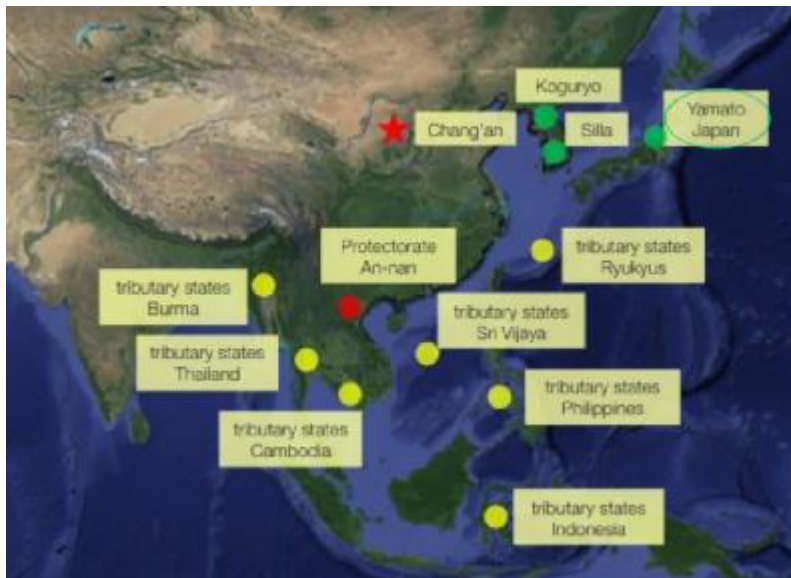 Koguryo
Yamato
Japan
Chang'an
Silla
Protectorate
An-nan
tributary states
Ryukyus
tributary states
Burma
tributary states
Sri Vijaya
tributary states
Thailand
tributary states
Philippines
tributary states
Cambodia
tributary states
Indonesia